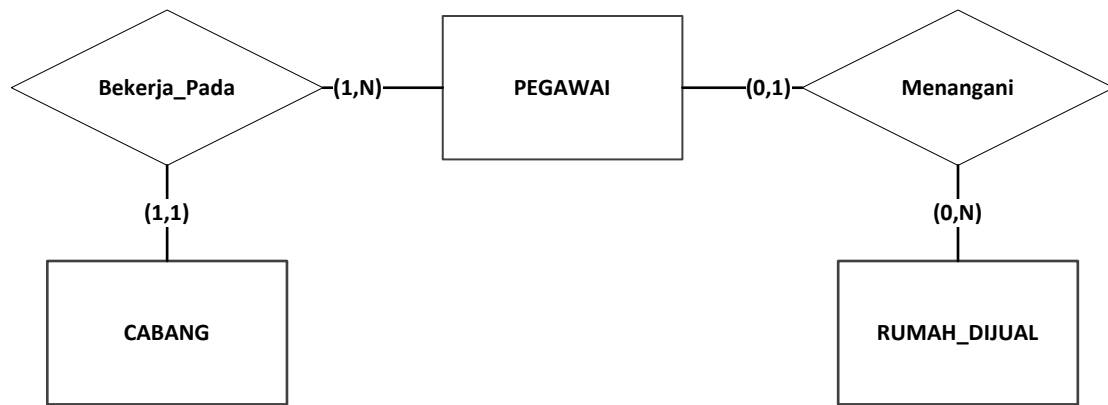 Bekerja_Pada
(1,N)
PEGAWAI
(0,1)
Menangani
(1,1)
(0,N)
CABANG
RUMAH_DIJUAL